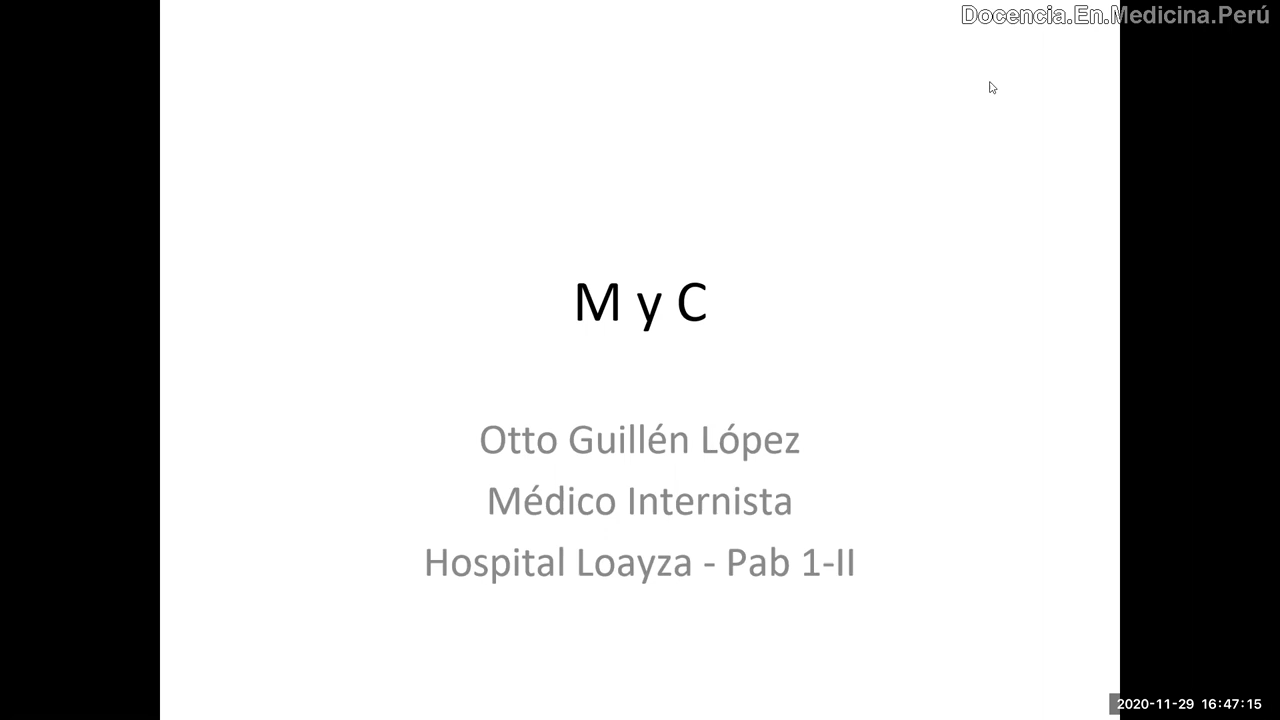 Docencia.En.Medicina.Perú
M y C
Otto Guillén López
Médico Internista
Hospital Loayza - Pab 1-II
2020-11-29 16:47:15